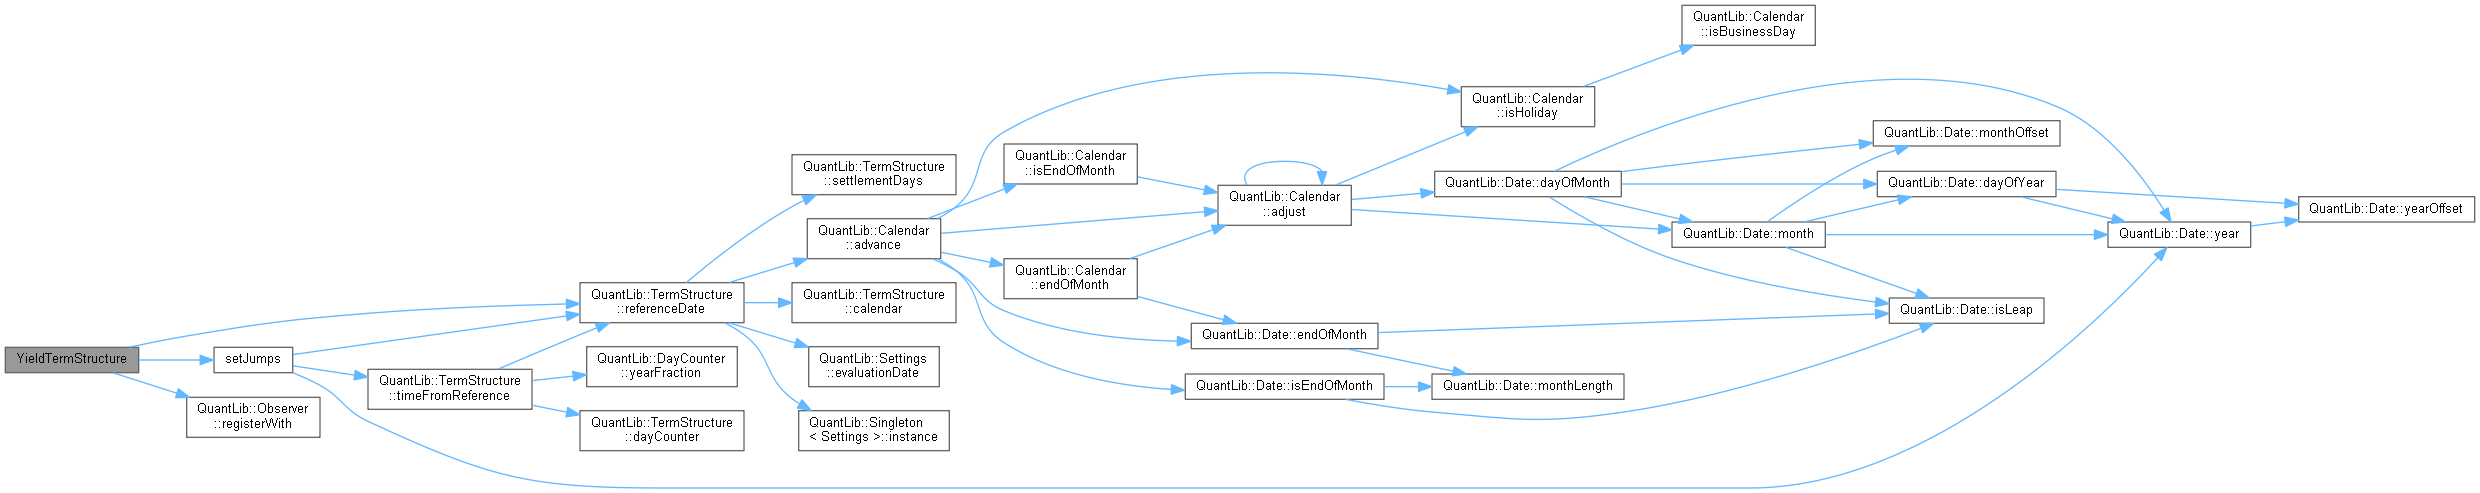 YieldTermStructure
setJumps
QuantLib::Observer
::registerWith
QuantLib::TermStructure
::timeFromReference
QuantLib::TermStructure
::referenceDate
QuantLib::DayCounter
::yearFraction
QuantLib::TermStructure
::dayCounter
QuantLib::TermStructure
::settlementDays
QuantLib::Calendar
::advance
QuantLib::TermStructure
::calendar
QuantLib::Settings
::evaluationDate
QuantLib::Singleton
< Settings >::instance
QuantLib::Calendar
::isEndOfMonth
QuantLib::Calendar
::endOfMonth
QuantLib::Calendar
::adjust
QuantLib::Date::endOfMonth
QuantLib::Date::isEndOfMonth
QuantLib::Calendar
::isHoliday
QuantLib::Date::dayOfMonth
QuantLib::Date::monthLength
QuantLib::Calendar
::isBusinessDay
QuantLib::Date::month
QuantLib::Date::monthOffset
QuantLib::Date::dayOfYear
QuantLib::Date::isLeap
QuantLib::Date::year
QuantLib::Date::yearOffset